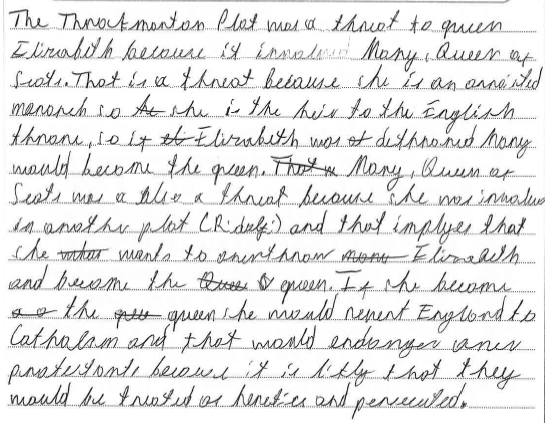 The Throckmorton Plot was a threat to queen
Elizabeth because it involved Mary, Queen of
Scots. That is a threat because she is an annoited
monarch so she is the heir to the English
throne, so if Elizabeth was dethroned Mary
would become the queen. Mary, Queen of
Scots was also a threat because she was involved
in another plot (Ridolfi) and that implyes that
she wants to overthrow Elizabeth
and become the queen. If she became
the queen she would revert England to
Catholism and that would endanger
protestants because it is likly that they
would be treated as heretics and persecuted.